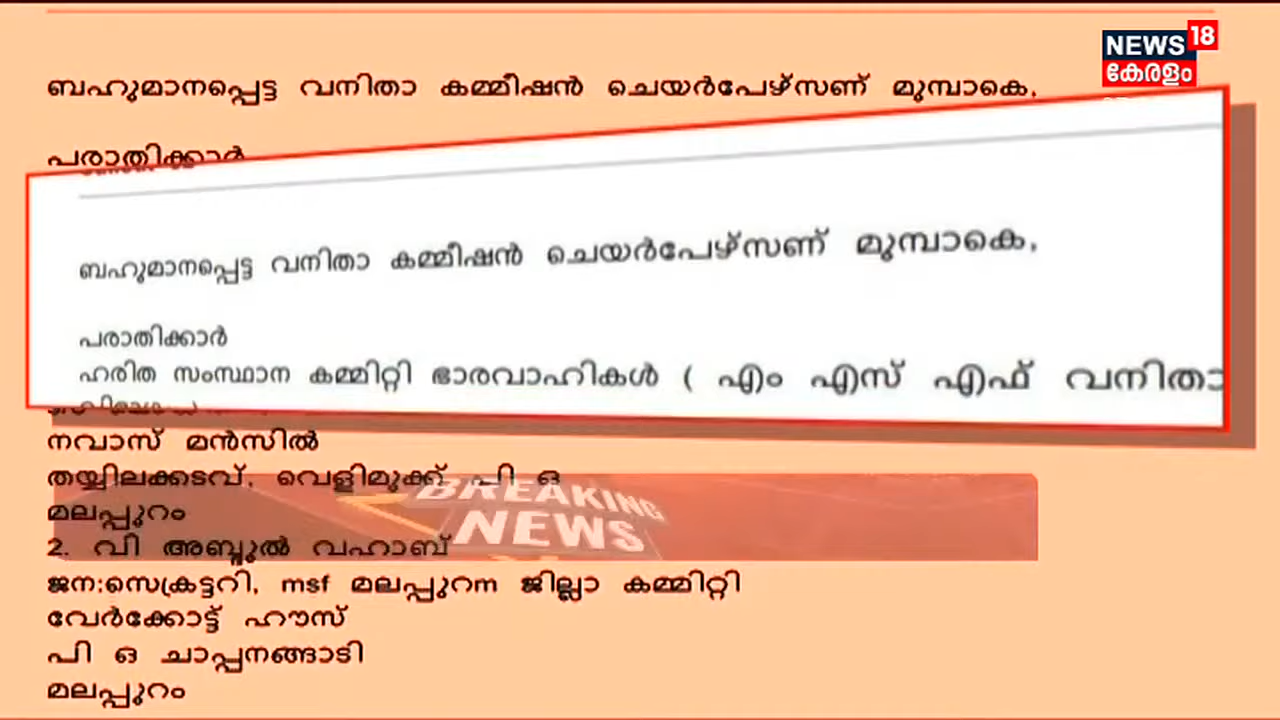 NEWS 18
കേരളം
ബഹുമാനപ്പെട്ട വനിതാ കമ്മീഷൻ ചെയർപേഴ്സണ് മുമ്പാകെ,
പരാതിക്കാർ
ബഹുമാനപ്പെട്ട വനിതാ കമ്മീഷൻ ചെയർപേഴ്സണ് മുമ്പാകെ,
പരാതിക്കാർ
ഹരിത സംസ്ഥാന കമ്മിറ്റി ഭാരവാഹികൾ ( എം എസ് എഫ് വനിതാ
നവാസ് മൻസിൽ
തയ്യിലക്കടവ്, വെളിമുക്ക് പി ഒ
BREAKING
NEWS
മലപ്പുറം
2. വി അബ്ദുൽ വഹാബ്
ജന:സെക്രട്ടറി, msf മലപ്പുറm ജില്ലാ കമ്മിറ്റി
വേർക്കോട്ട് ഹൗസ്
പി ഒ ചാപ്പനങ്ങാടി
മലപ്പുറം